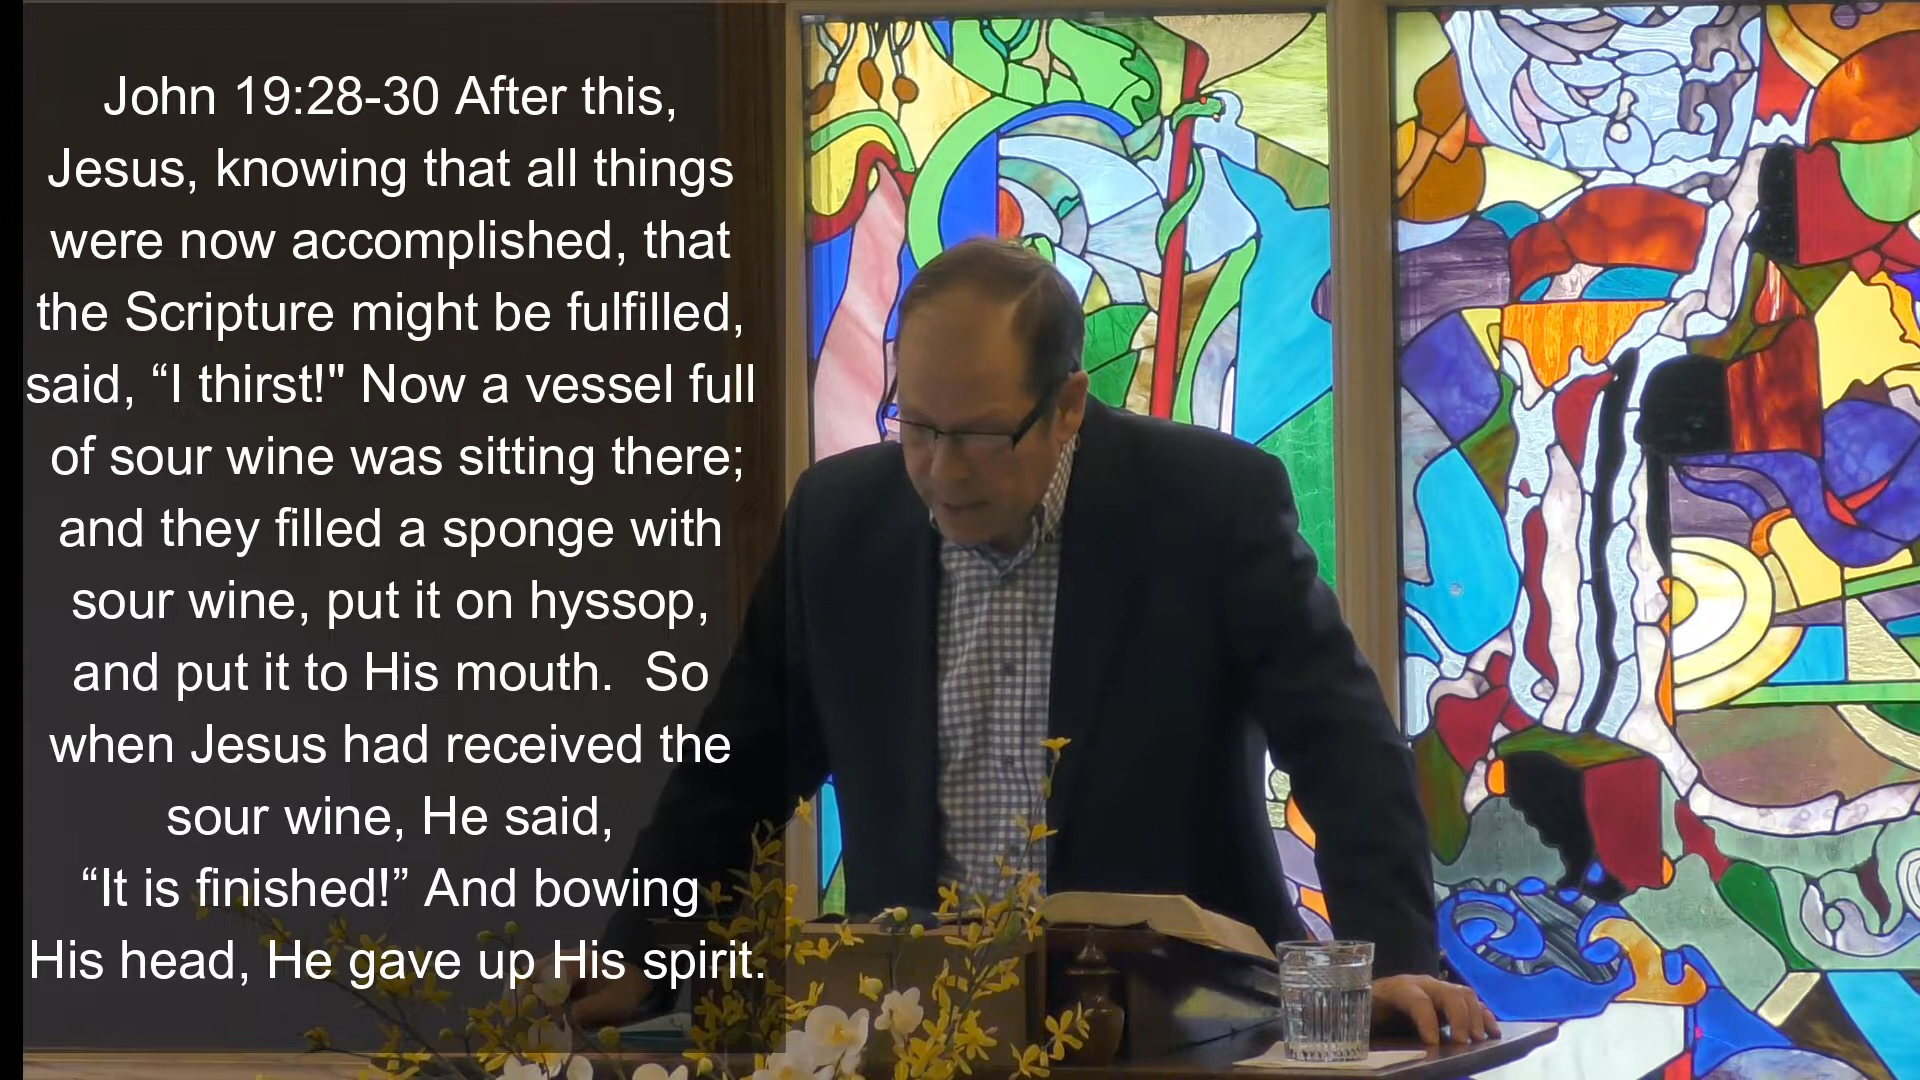 John 19:28-30 After this,
Jesus, knowing that all things
were now accomplished, that
the Scripture might be fulfilled,
said, “I thirst!" Now a vessel full
of sour wine was sitting there;
and they filled a sponge with
sour wine, put it on hyssop,
and put it to His mouth.  So
when Jesus had received the
sour wine, He said,
“It is finished!” And bowing
His head, He gave up His spirit.